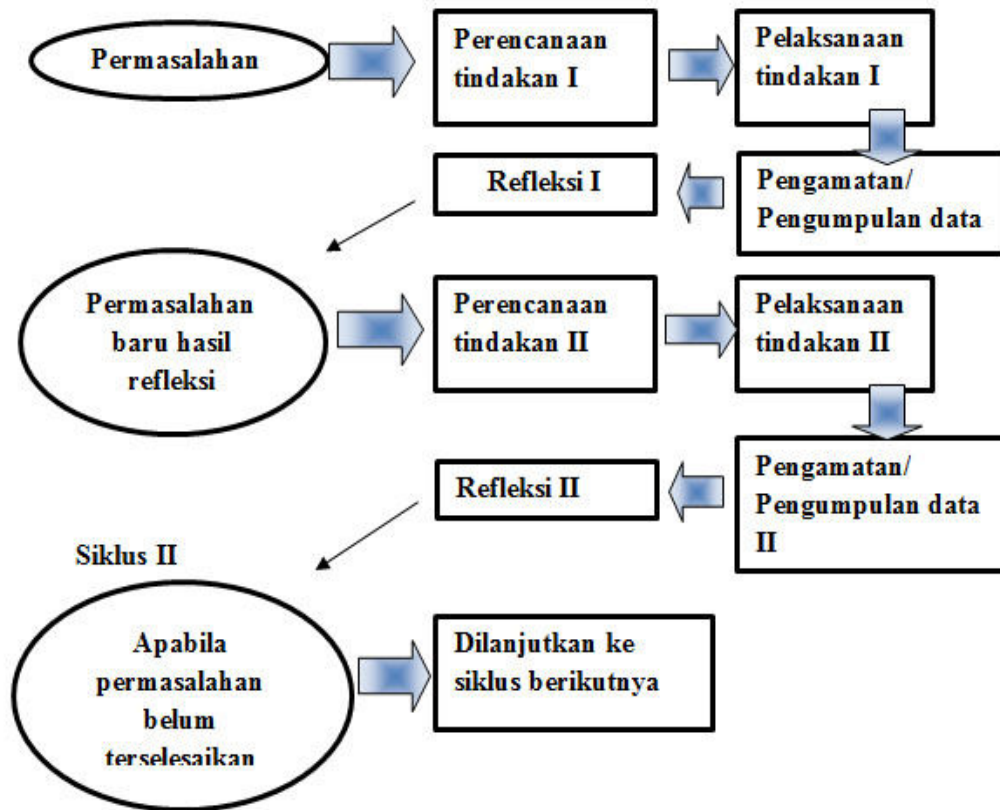 Permasalahan
Perencanaan
tindakan I
Pelaksanaan
tindakan I
Refleksi I
Pengamatan/
Pengumpulan data
Permasalahan
baru hasil
refleksi
Perencanaan
tindakan II
Pelaksanaan
tindakan II
Refleksi II
Pengamatan/
Pengumpulan data
II
Siklus II
Apabila
permasalahan
belum
terselesaikan
Dilanjutkan ke
siklus berikutnya